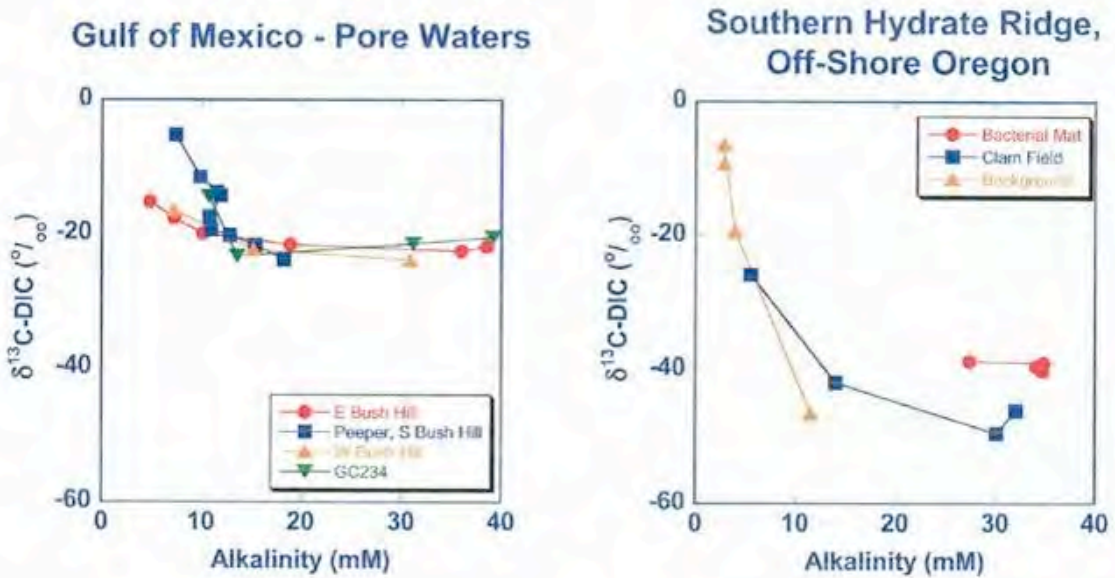 Gulf of Mexico - Pore Waters
0
-20
-40
-60
δ¹³C-DIC (°/₀₀)
E Bush Hill
Peeper, S Bush Hill
W Bush Hill
GC234
0 10 20 30 40
Alkalinity (mM)
Southern Hydrate Ridge,
Off-Shore Oregon
0
-20
-40
-60
δ¹³C-DIC (°/₀₀)
Bacterial Mat
Clam Field
Background
0 10 20 30 40
Alkalinity (mM)